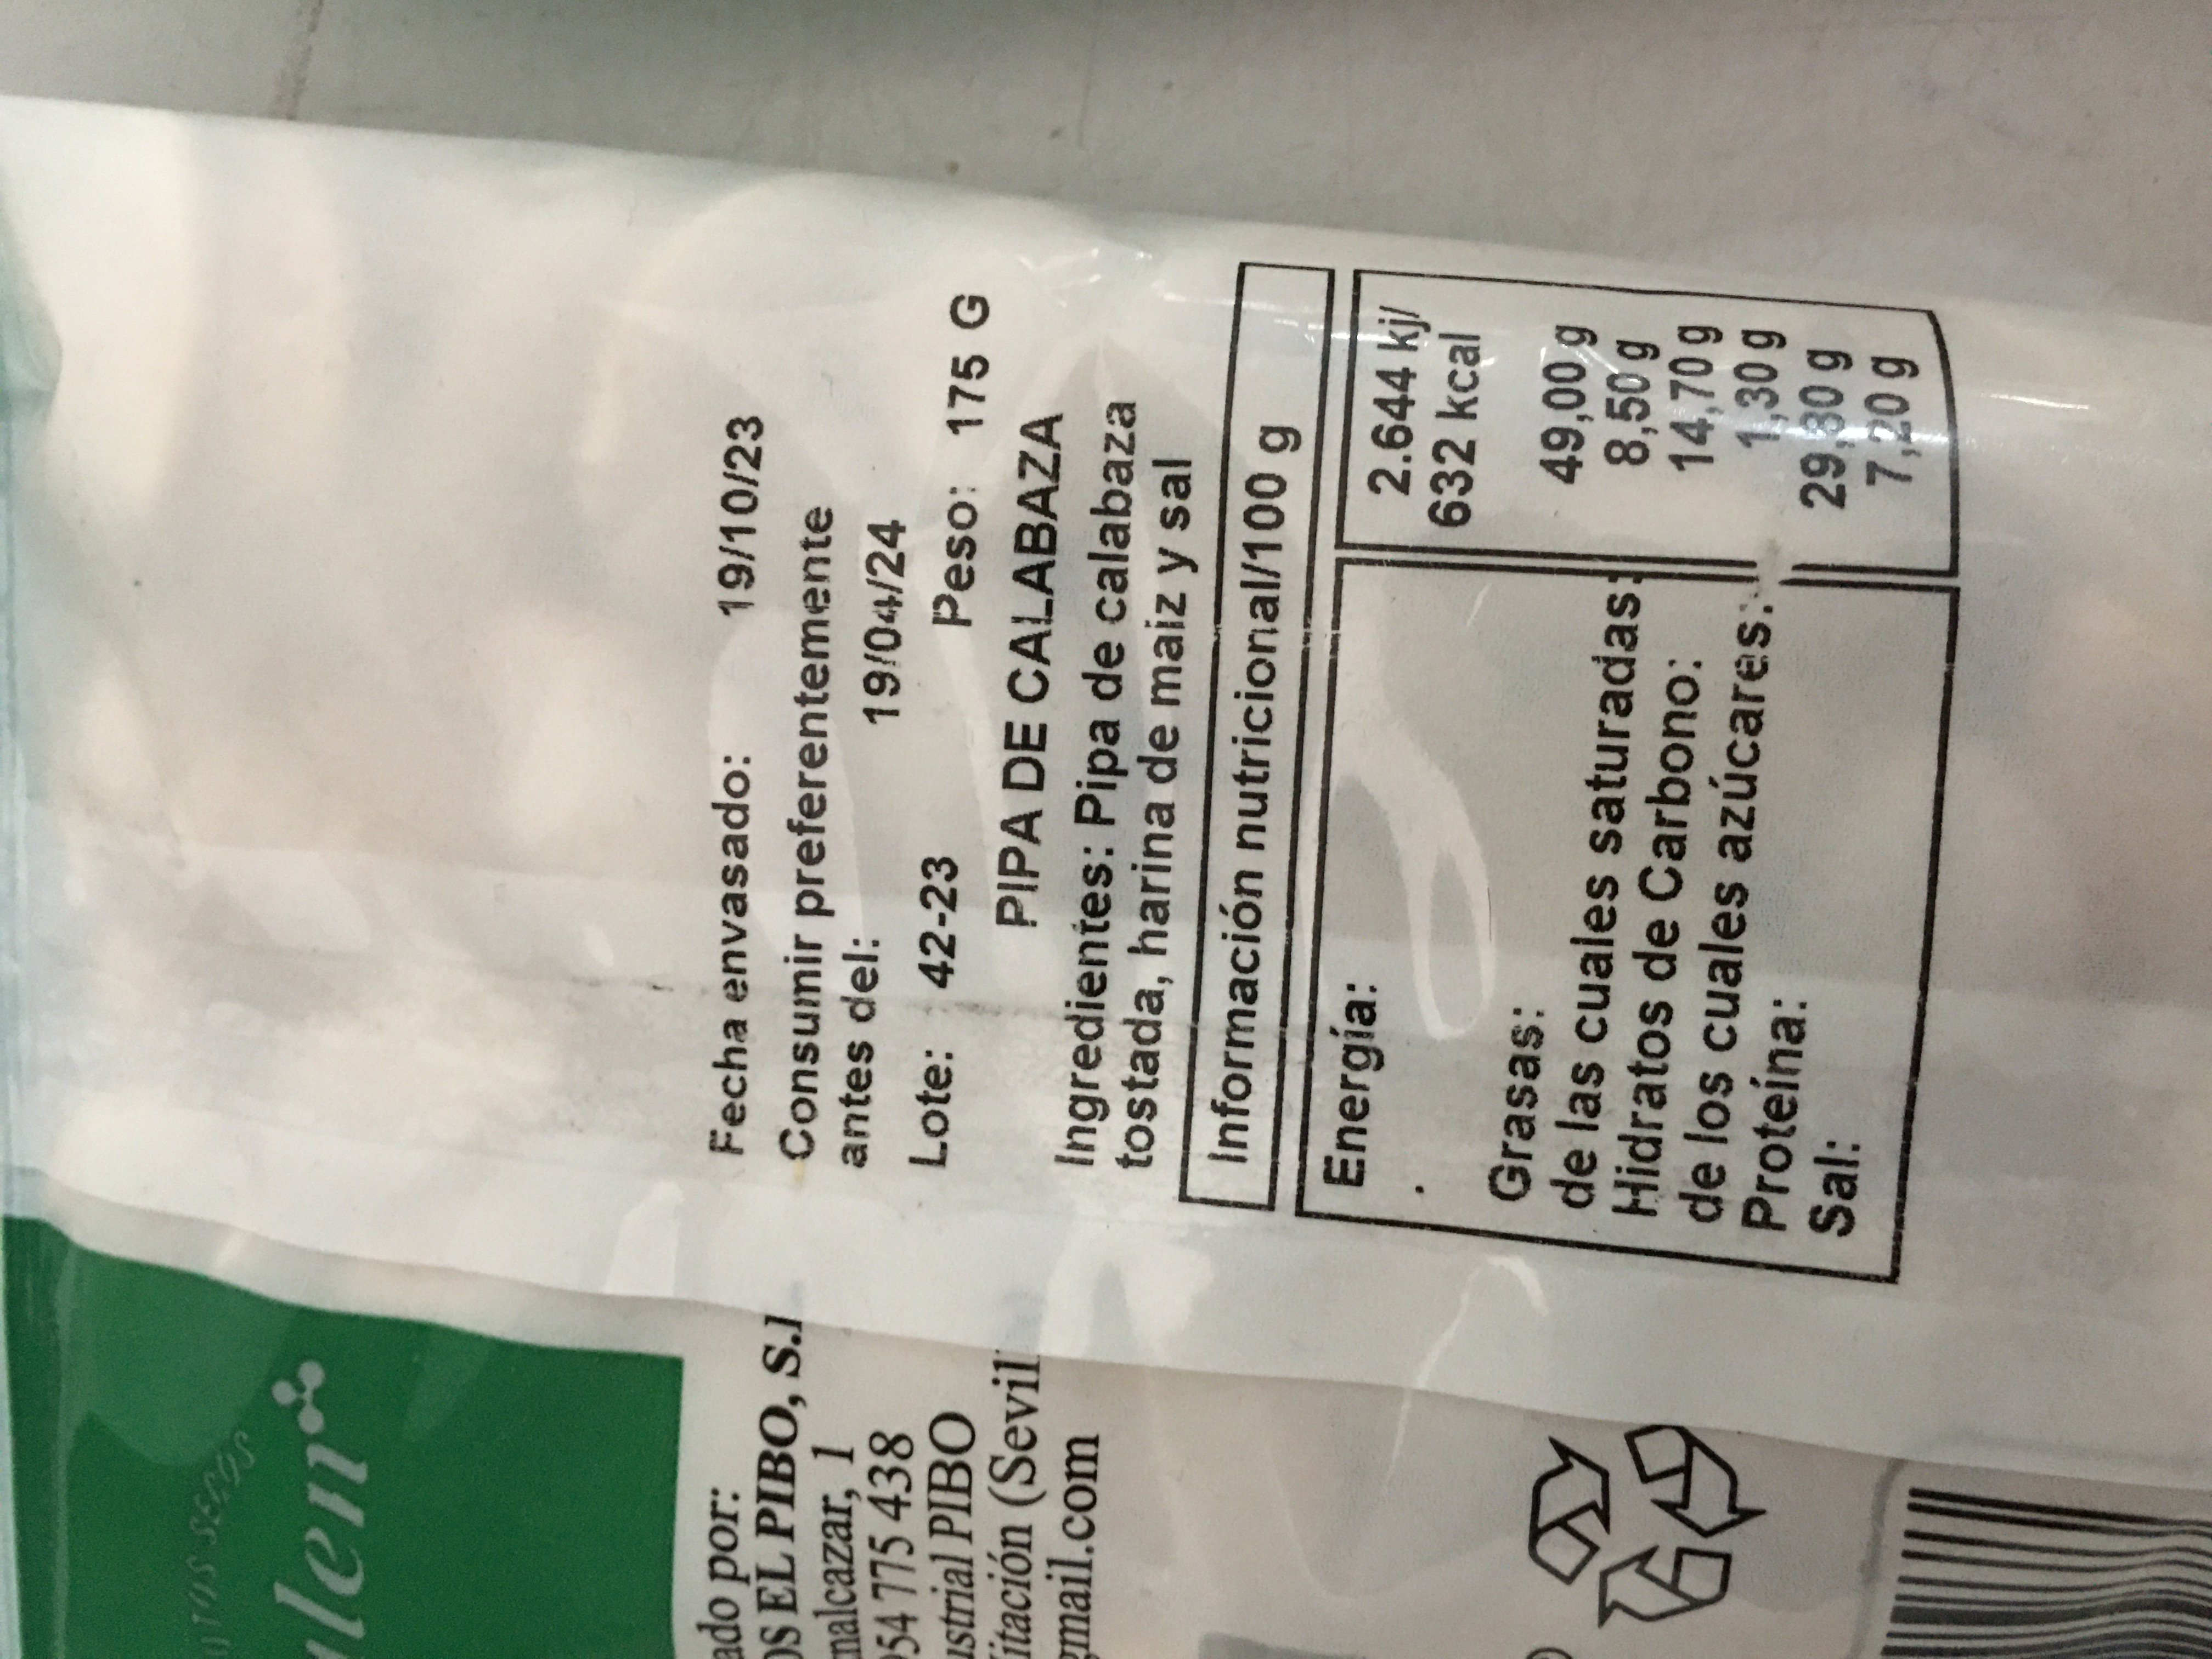 SECOS
len
ado por:
OS EL PIBO, S.
malcazar, 1
954 775 438
ustrial PIBO
itación (Sevil
gmail.com
Fecha envasado: 19/10/23
Consumir preferentemente
antes del: 19/04/24
Lote: 42-23 Peso: 175 G
PIPA DE CALABAZA
Ingredientes: Pipa de calabaza
tostada, harina de maiz y sal
Información nutricional/100 g
Energía: 2.644 kj/
632 kcal
Grasas: 49,00 g
de las cuales saturadas: 8,50 g
Hidratos de Carbono: 14,70 g
de los cuales azúcares: 1,30 g
Proteína: 29,80 g
Sal: 7,20 g